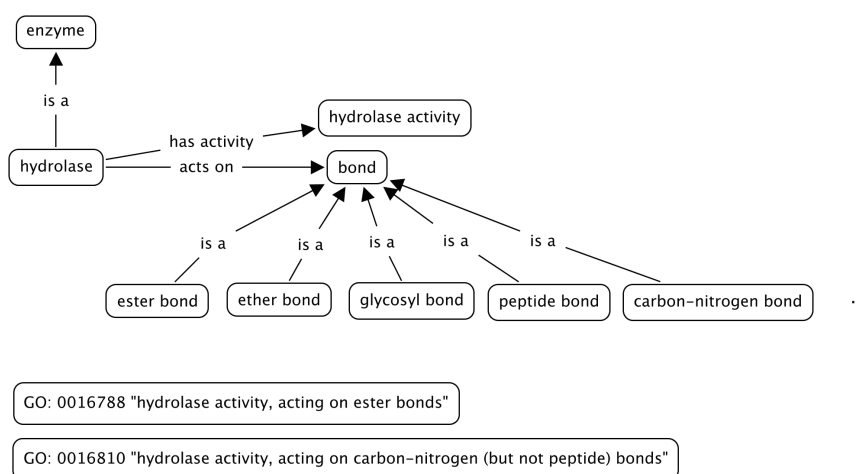 enzyme
is a
hydrolase activity
has activity
hydrolase
acts on
bond
is a
is a
is a
is a
is a
ester bond
ether bond
glycosyl bond
peptide bond
carbon-nitrogen bond
.
GO: 0016788 "hydrolase activity, acting on ester bonds"
GO: 0016810 "hydrolase activity, acting on carbon-nitrogen (but not peptide) bonds"